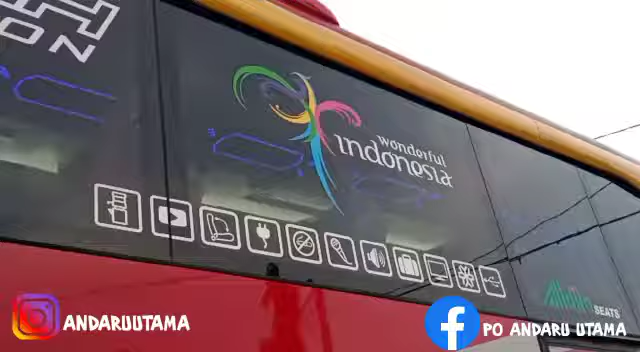 wonderful
indonesia
SEATS
ANDARUUTAMA
PO ANDARU UTAMA